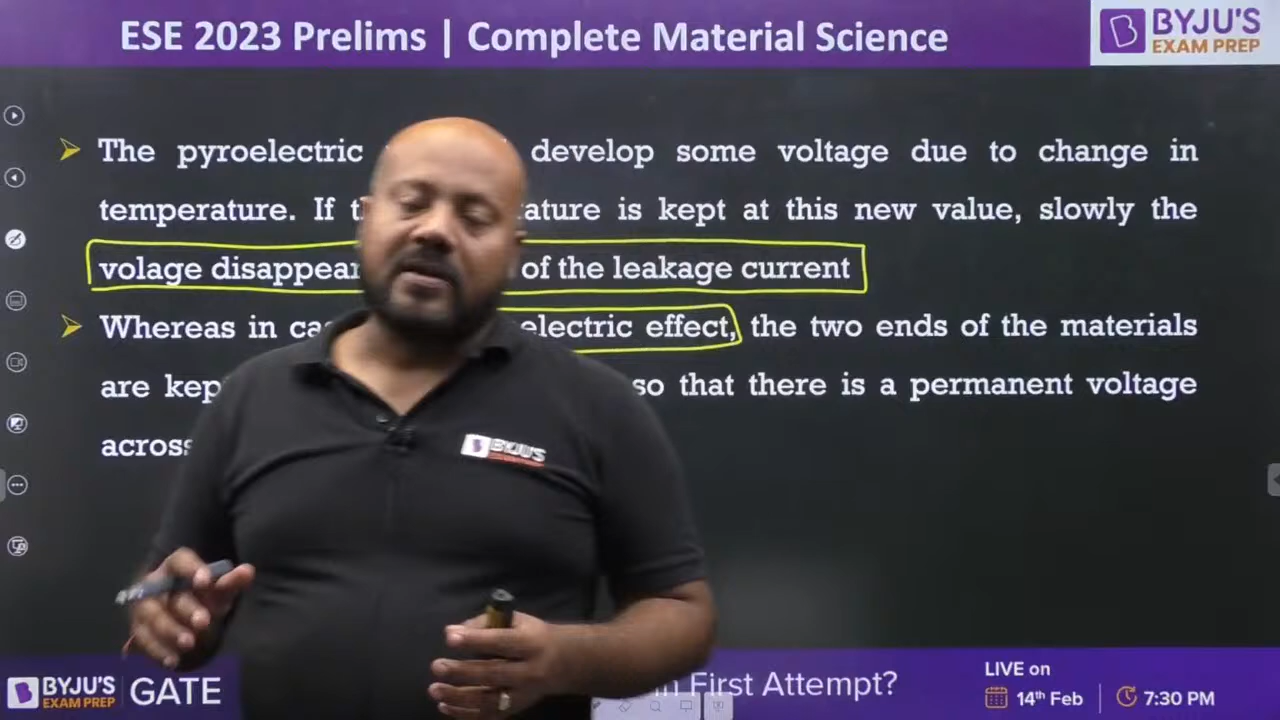 ESE 2023 Prelims | Complete Material Science
BYJU'S
EXAM PREP
The pyroelectric develop some voltage due to change in
temperature. If is kept at this new value, slowly the
volage disappear of the leakage current
Whereas in electric effect, the two ends of the materials
are so that there is a permanent voltage
across
BYJU'S
BYJU'S
EXAM PREP
GATE
in First Attempt?
LIVE on
14th Feb
7:30 PM